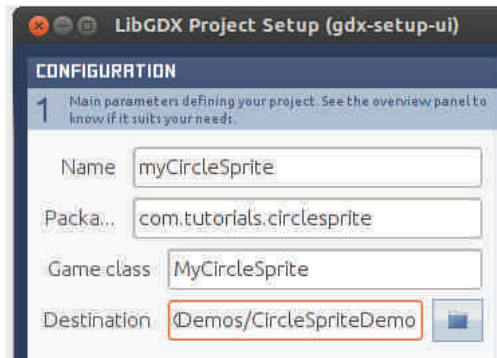 LibGDX Project Setup (gdx-setup-ui)
CONFIGURATION
1 Main parameters defining your project. See the overview panel to
know if it suits your needs.
Name myCircleSprite
Packa... com.tutorials.circlesprite
Game class MyCircleSprite
Destination Demos/CircleSpriteDemo